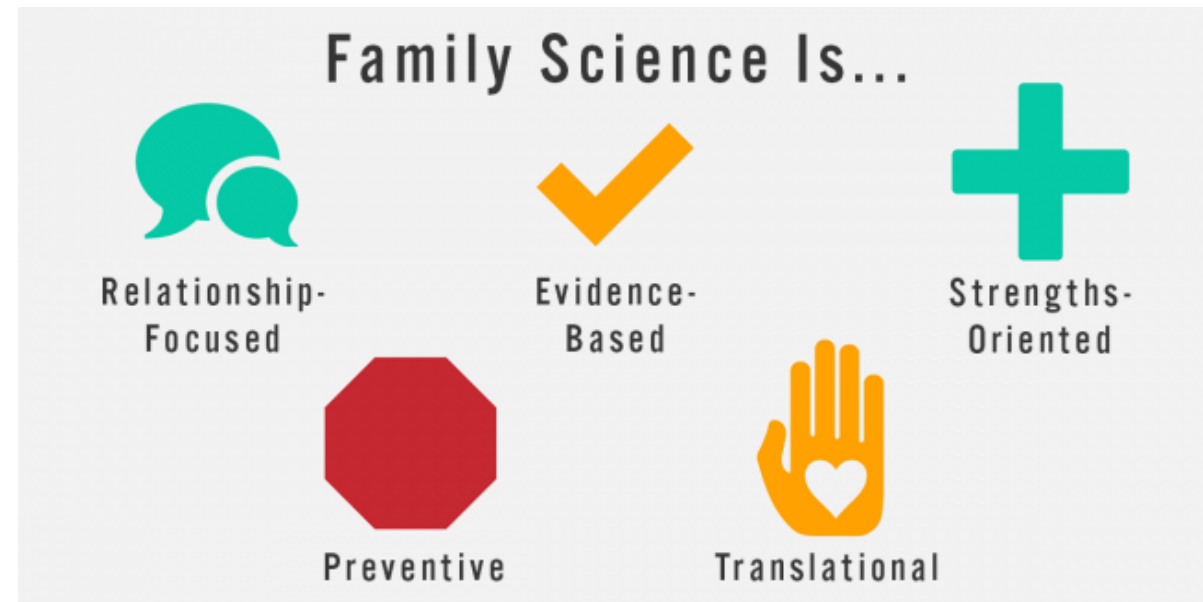 Family Science Is...
Relationship-
Focused
Evidence-
Based
Strengths-
Oriented
Preventive
Translational